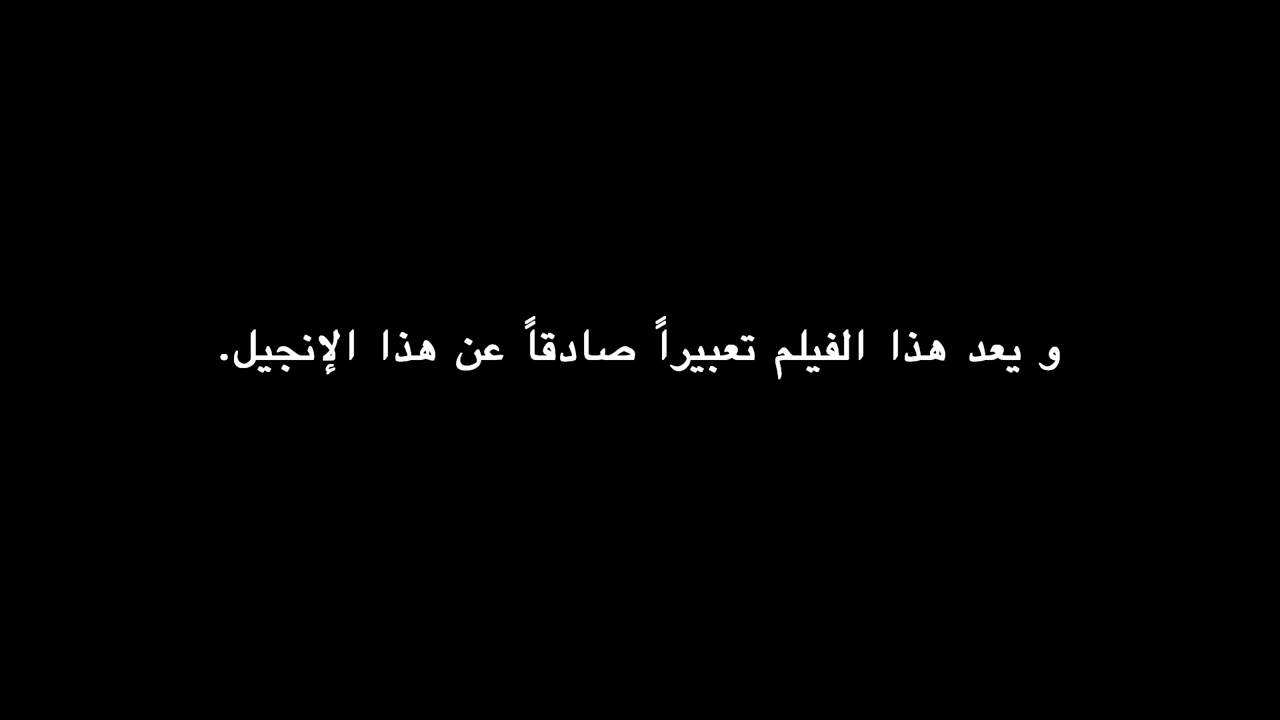 و يعد هذا الفيلم تعبيراً صادقاً عن هذا الإنجيل.